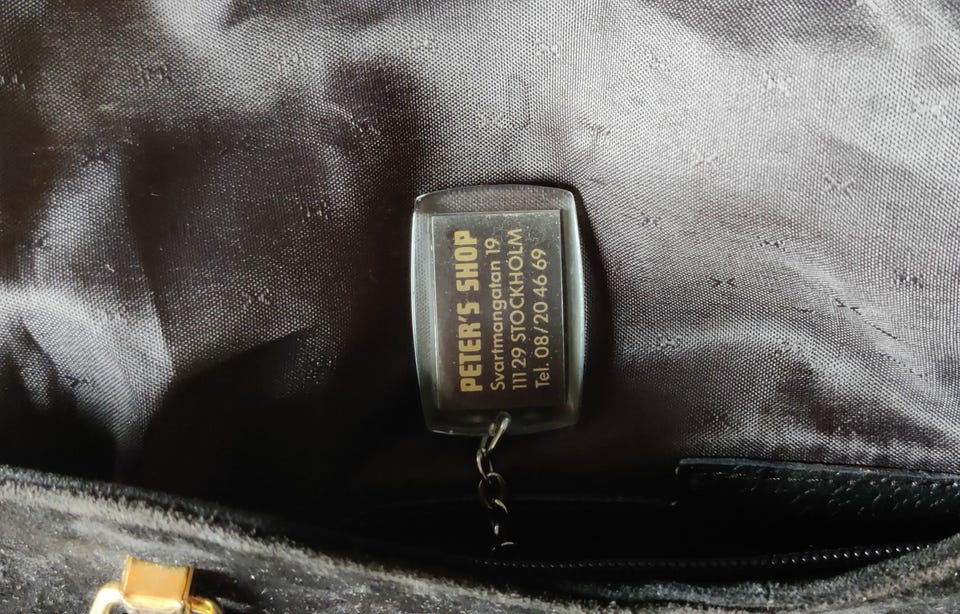 PETER'S SHOP
Svartmangatan 19
111 29 STOCKHOLM
Tel. 08/20 46 69